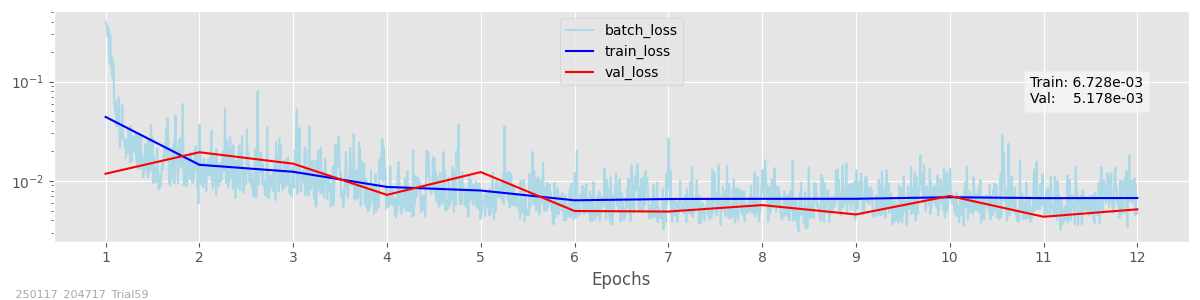 batch_loss
train_loss
val_loss
Train: 6.728e-03
Val: 5.178e-03
10⁻¹
10⁻²
1 2 3 4 5 6 7 8 9 10 11 12
Epochs
250117_204717_Trial59